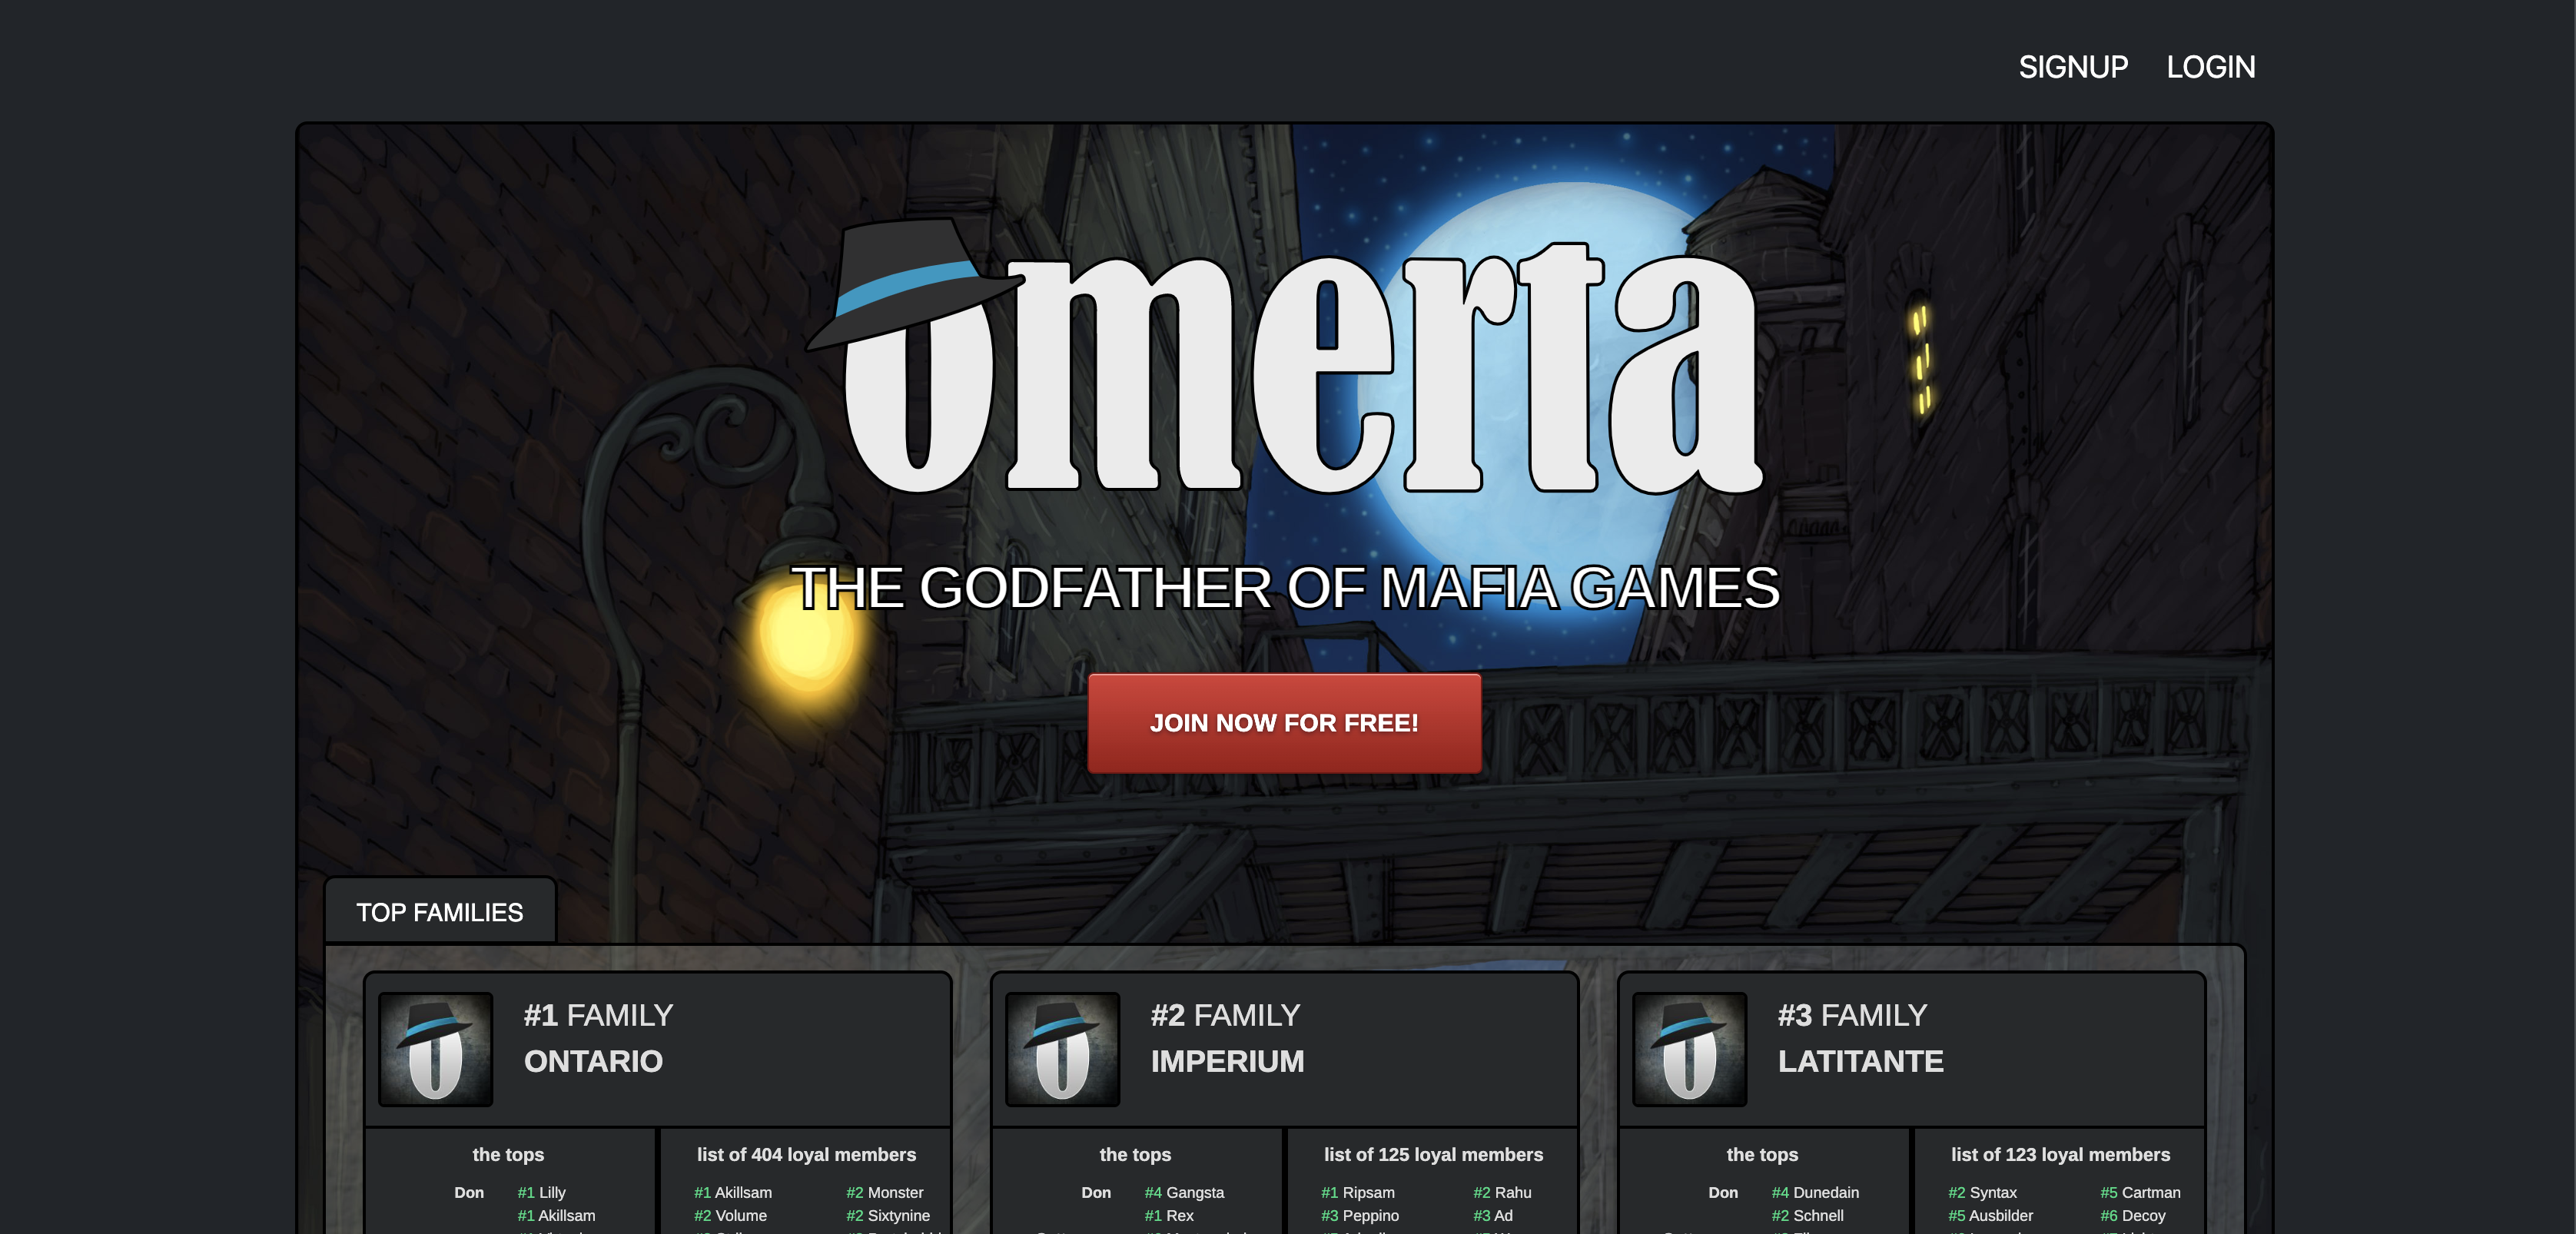 SIGNUP LOGIN
omerta
THE GODFATHER OF MAFIA GAMES
JOIN NOW FOR FREE!
TOP FAMILIES
#1 FAMILY
ONTARIO
the tops
Don #1 Lilly
#1 Akillsam
list of 404 loyal members
#1 Akillsam #2 Monster
#2 Volume #2 Sixtynine
#2 FAMILY
IMPERIUM
the tops
Don #4 Gangsta
#1 Rex
list of 125 loyal members
#1 Ripsam #2 Rahu
#3 Peppino #3 Ad
#3 FAMILY
LATITANTE
the tops
Don #4 Dunedain
#2 Schnell
list of 123 loyal members
#2 Syntax #5 Cartman
#5 Ausbilder #6 Decoy